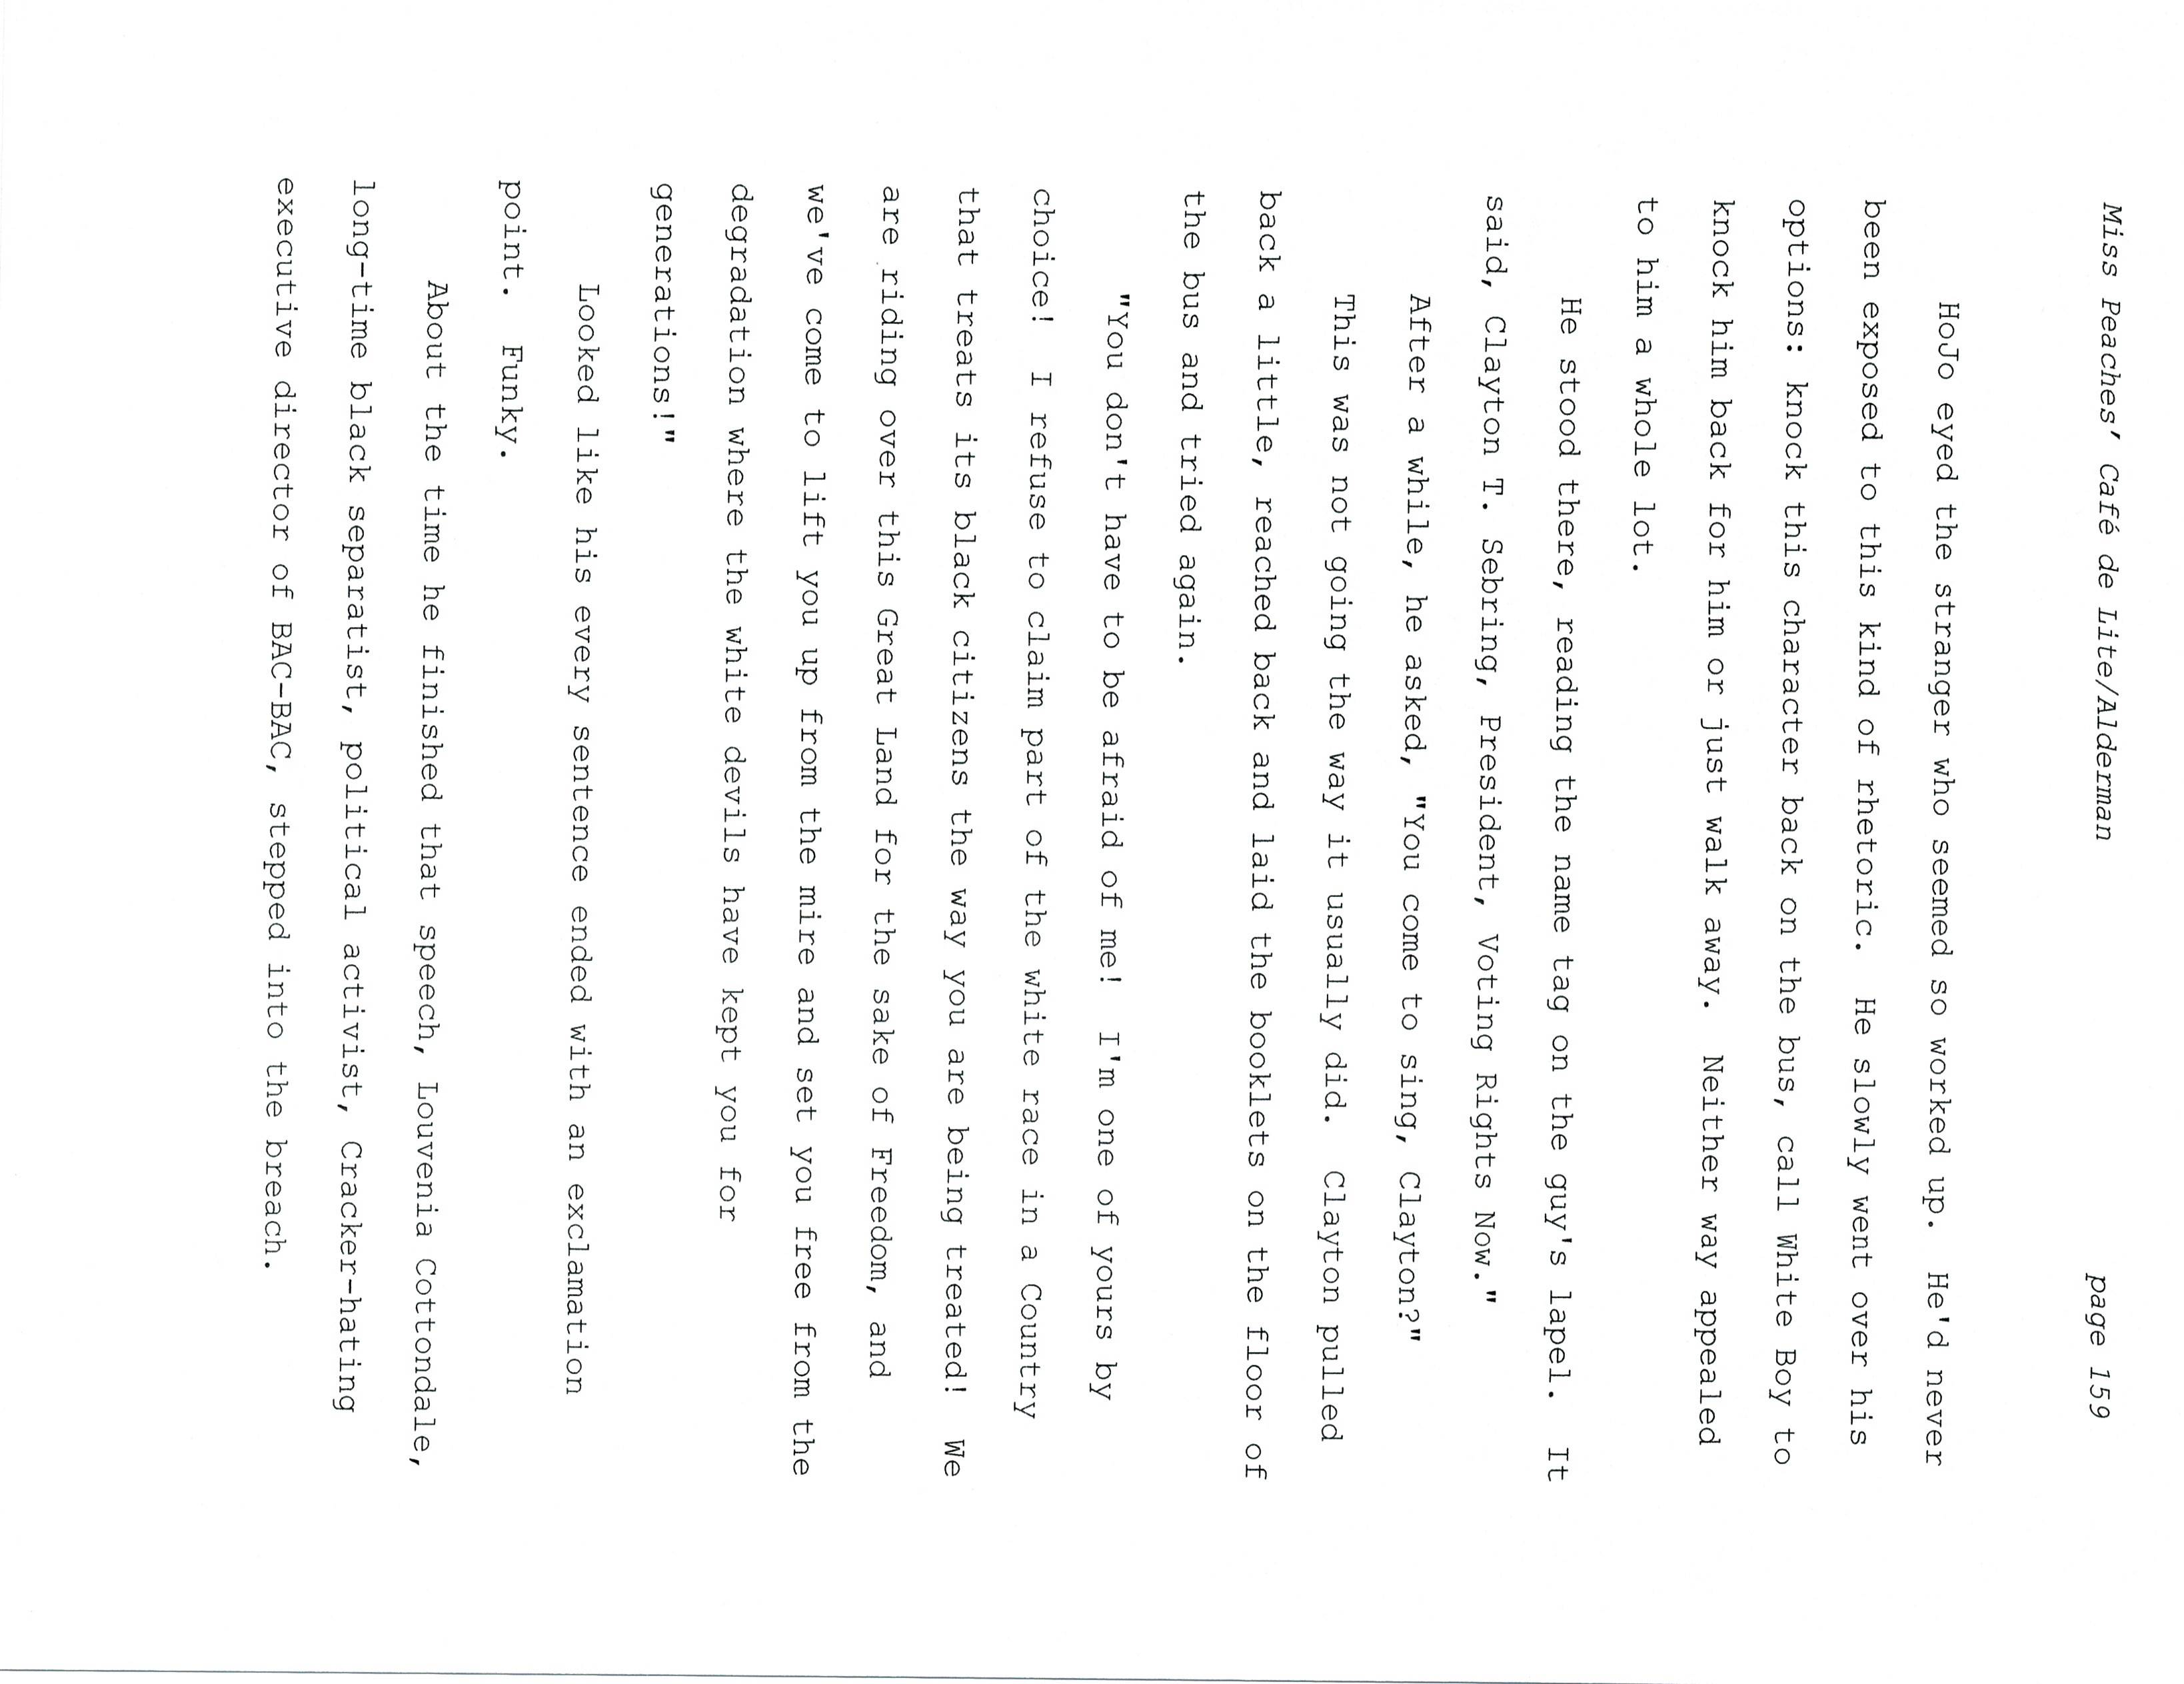 Miss Peaches' Café de Lite/Alderman page 159
HoJo eyed the stranger who seemed so worked up.  He'd never
been exposed to this kind of rhetoric.  He slowly went over his
options: knock this character back on the bus, call White Boy to
knock him back for him or just walk away.  Neither way appealed
to him a whole lot.
He stood there, reading the name tag on the guy's lapel.  It
said, Clayton T. Sebring, President, Voting Rights Now."
After a while, he asked, "You come to sing, Clayton?"
This was not going the way it usually did.  Clayton pulled
back a little, reached back and laid the booklets on the floor of
the bus and tried again.
"You don't have to be afraid of me!  I'm one of yours by
choice!  I refuse to claim part of the white race in a Country
that treats its black citizens the way you are being treated!  We
are riding over this Great Land for the sake of Freedom, and
we've come to lift you up from the mire and set you free from the
degradation where the white devils have kept you for
generations!"
Looked like his every sentence ended with an exclamation
point.  Funky.
About the time he finished that speech, Louvenia Cottondale,
long-time black separatist, political activist, Cracker-hating
executive director of BAC-BAC, stepped into the breach.